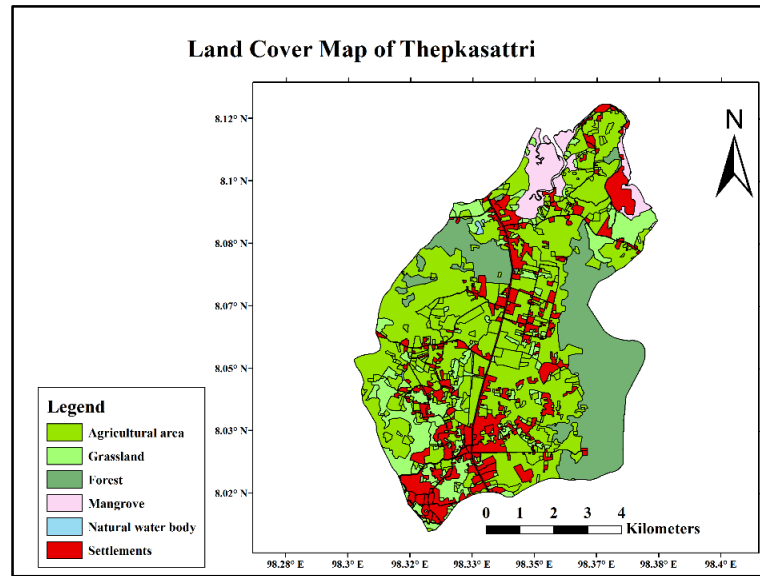 Land Cover Map of Thepkasattri
N
8.12° N
8.1° N
8.08° N
8.07° N
8.05° N
8.03° N
8.02° N
Legend
Agricultural area
Grassland
Forest
Mangrove
Natural water body
Settlements
0 1 2 3 4
Kilometers
98.28° E 98.3° E 98.32° E 98.33° E 98.35° E 98.37° E 98.38° E 98.4° E